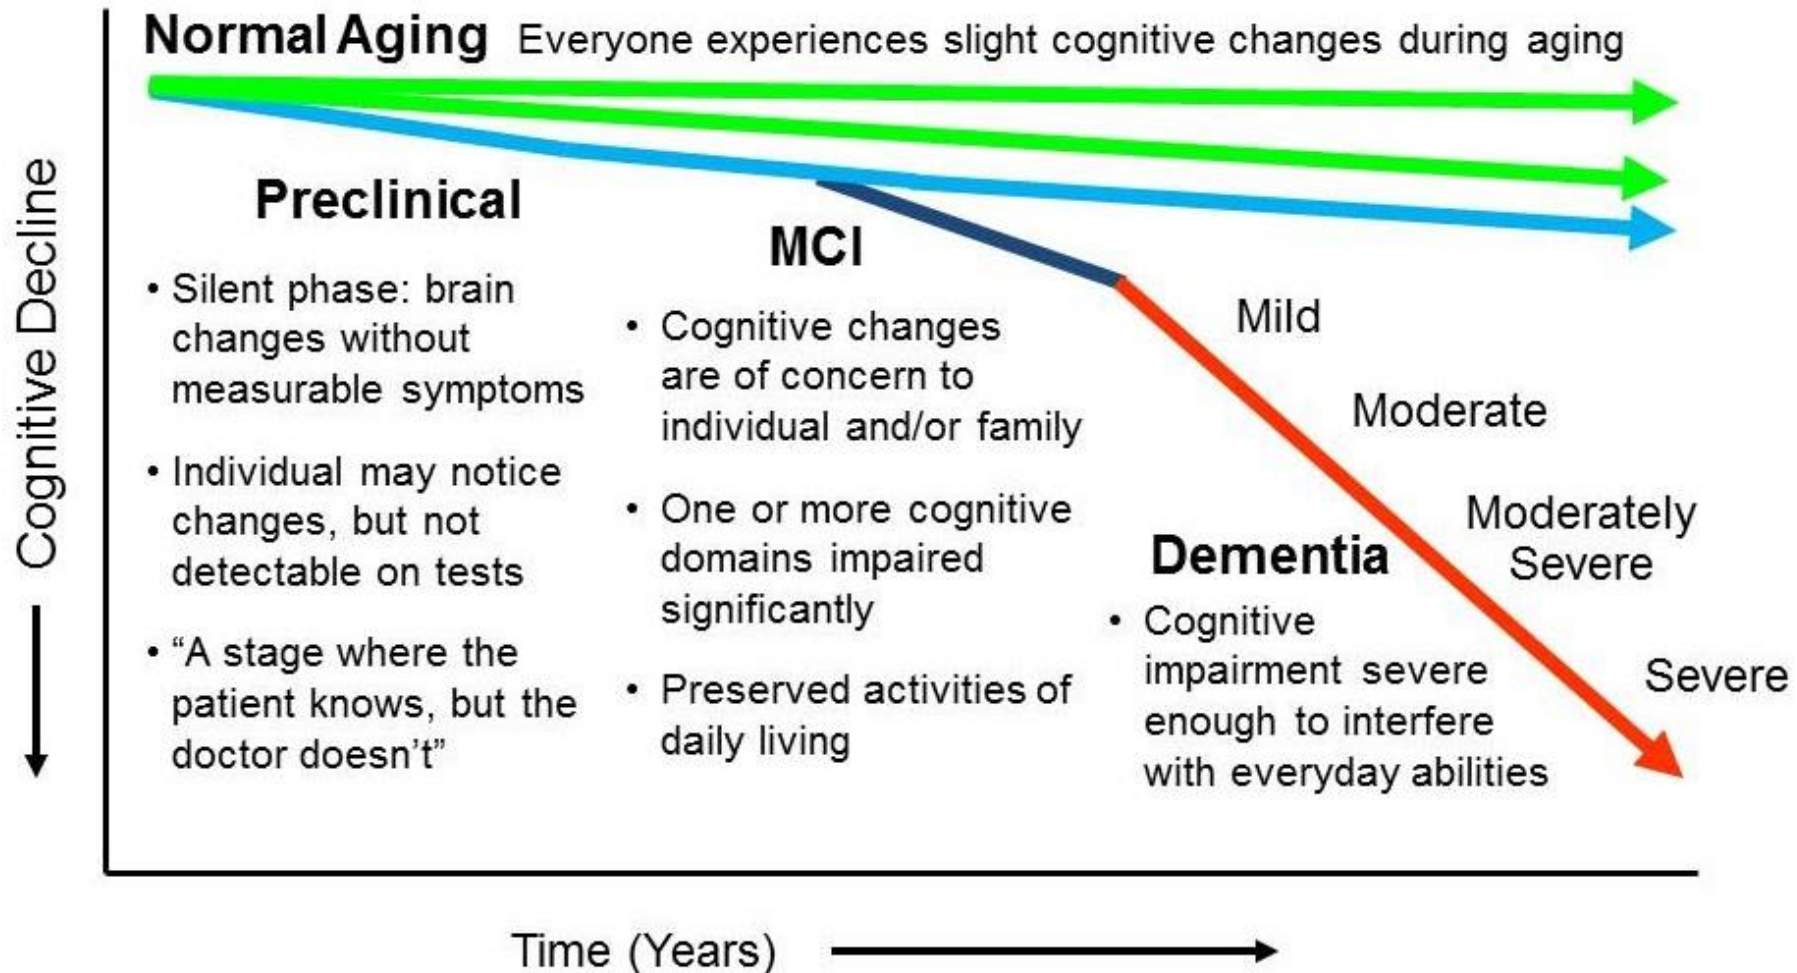 Normal Aging Everyone experiences slight cognitive changes during aging
Cognitive Decline
Preclinical
• Silent phase: brain
changes without
measurable symptoms
• Individual may notice
changes, but not
detectable on tests
• “A stage where the
patient knows, but the
doctor doesn’t”
MCI
• Cognitive changes
are of concern to
individual and/or family
• One or more cognitive
domains impaired
significantly
• Preserved activities of
daily living
Dementia
• Cognitive
impairment severe
enough to interfere
with everyday abilities
Mild
Moderate
Moderately
Severe
Severe
Time (Years)